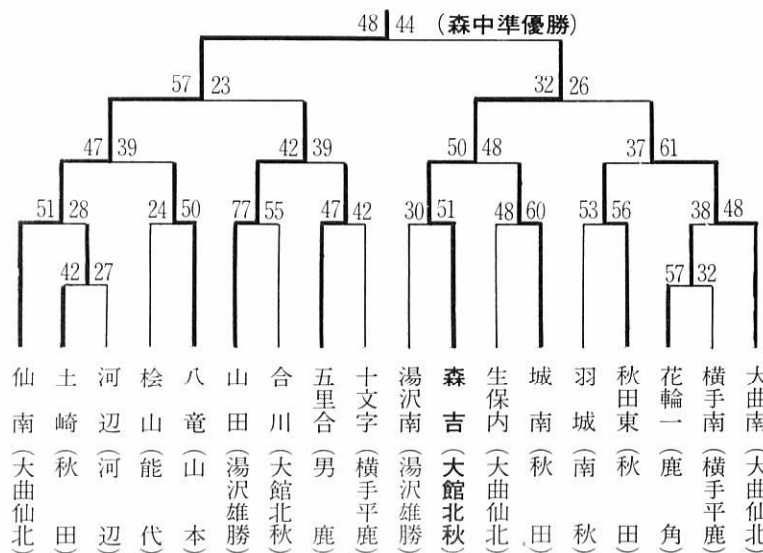 48 44 (森中準優勝)
57 23 32 26
47 39 42 39 50 48 37 61
51 28 24 50 77 55 47 42 30 51 48 60 53 56 38 48
42 27 57 32
仙南(大曲仙北)
土崎(秋田)
河辺(河辺)
桧山(能代)
八竜(山本)
山田(湯沢雄勝)
合川(大館北秋)
五里合(男鹿)
十文字(横手平鹿)
湯沢南(湯沢雄勝)
森吉(大館北秋)
生保内(大曲仙北)
城南(秋田)
羽城(南秋)
秋田東(秋田)
花輪一(鹿角)
横手南(横手平鹿)
大曲南(大曲仙北)